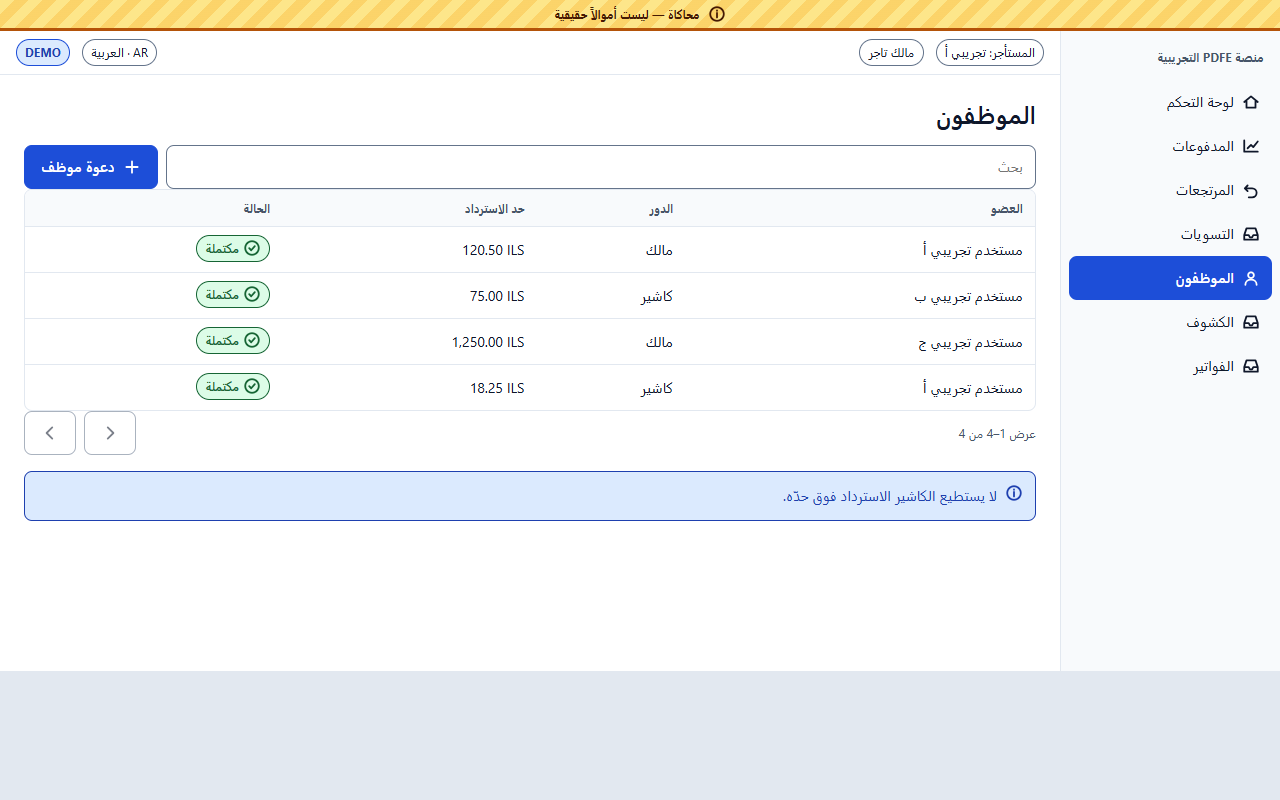 محاكاة — ليست أموالاً حقيقية
منصة PDFE التجريبية
لوحة التحكم
المدفوعات
المرتجعات
التسويات
الموظفون
الكشوف
الفواتير
المستأجر: تجريبي أ
مالك تاجر
AR · العربية
DEMO
الموظفون
بحث
دعوة موظف
العضو الدور حد الاسترداد الحالة
مستخدم تجريبي أ مالك 120.50 ILS مكتملة
مستخدم تجريبي ب كاشير 75.00 ILS مكتملة
مستخدم تجريبي ج مالك 1,250.00 ILS مكتملة
مستخدم تجريبي أ كاشير 18.25 ILS مكتملة
عرض 1–4 من 4
لا يستطيع الكاشير الاسترداد فوق حدّه.